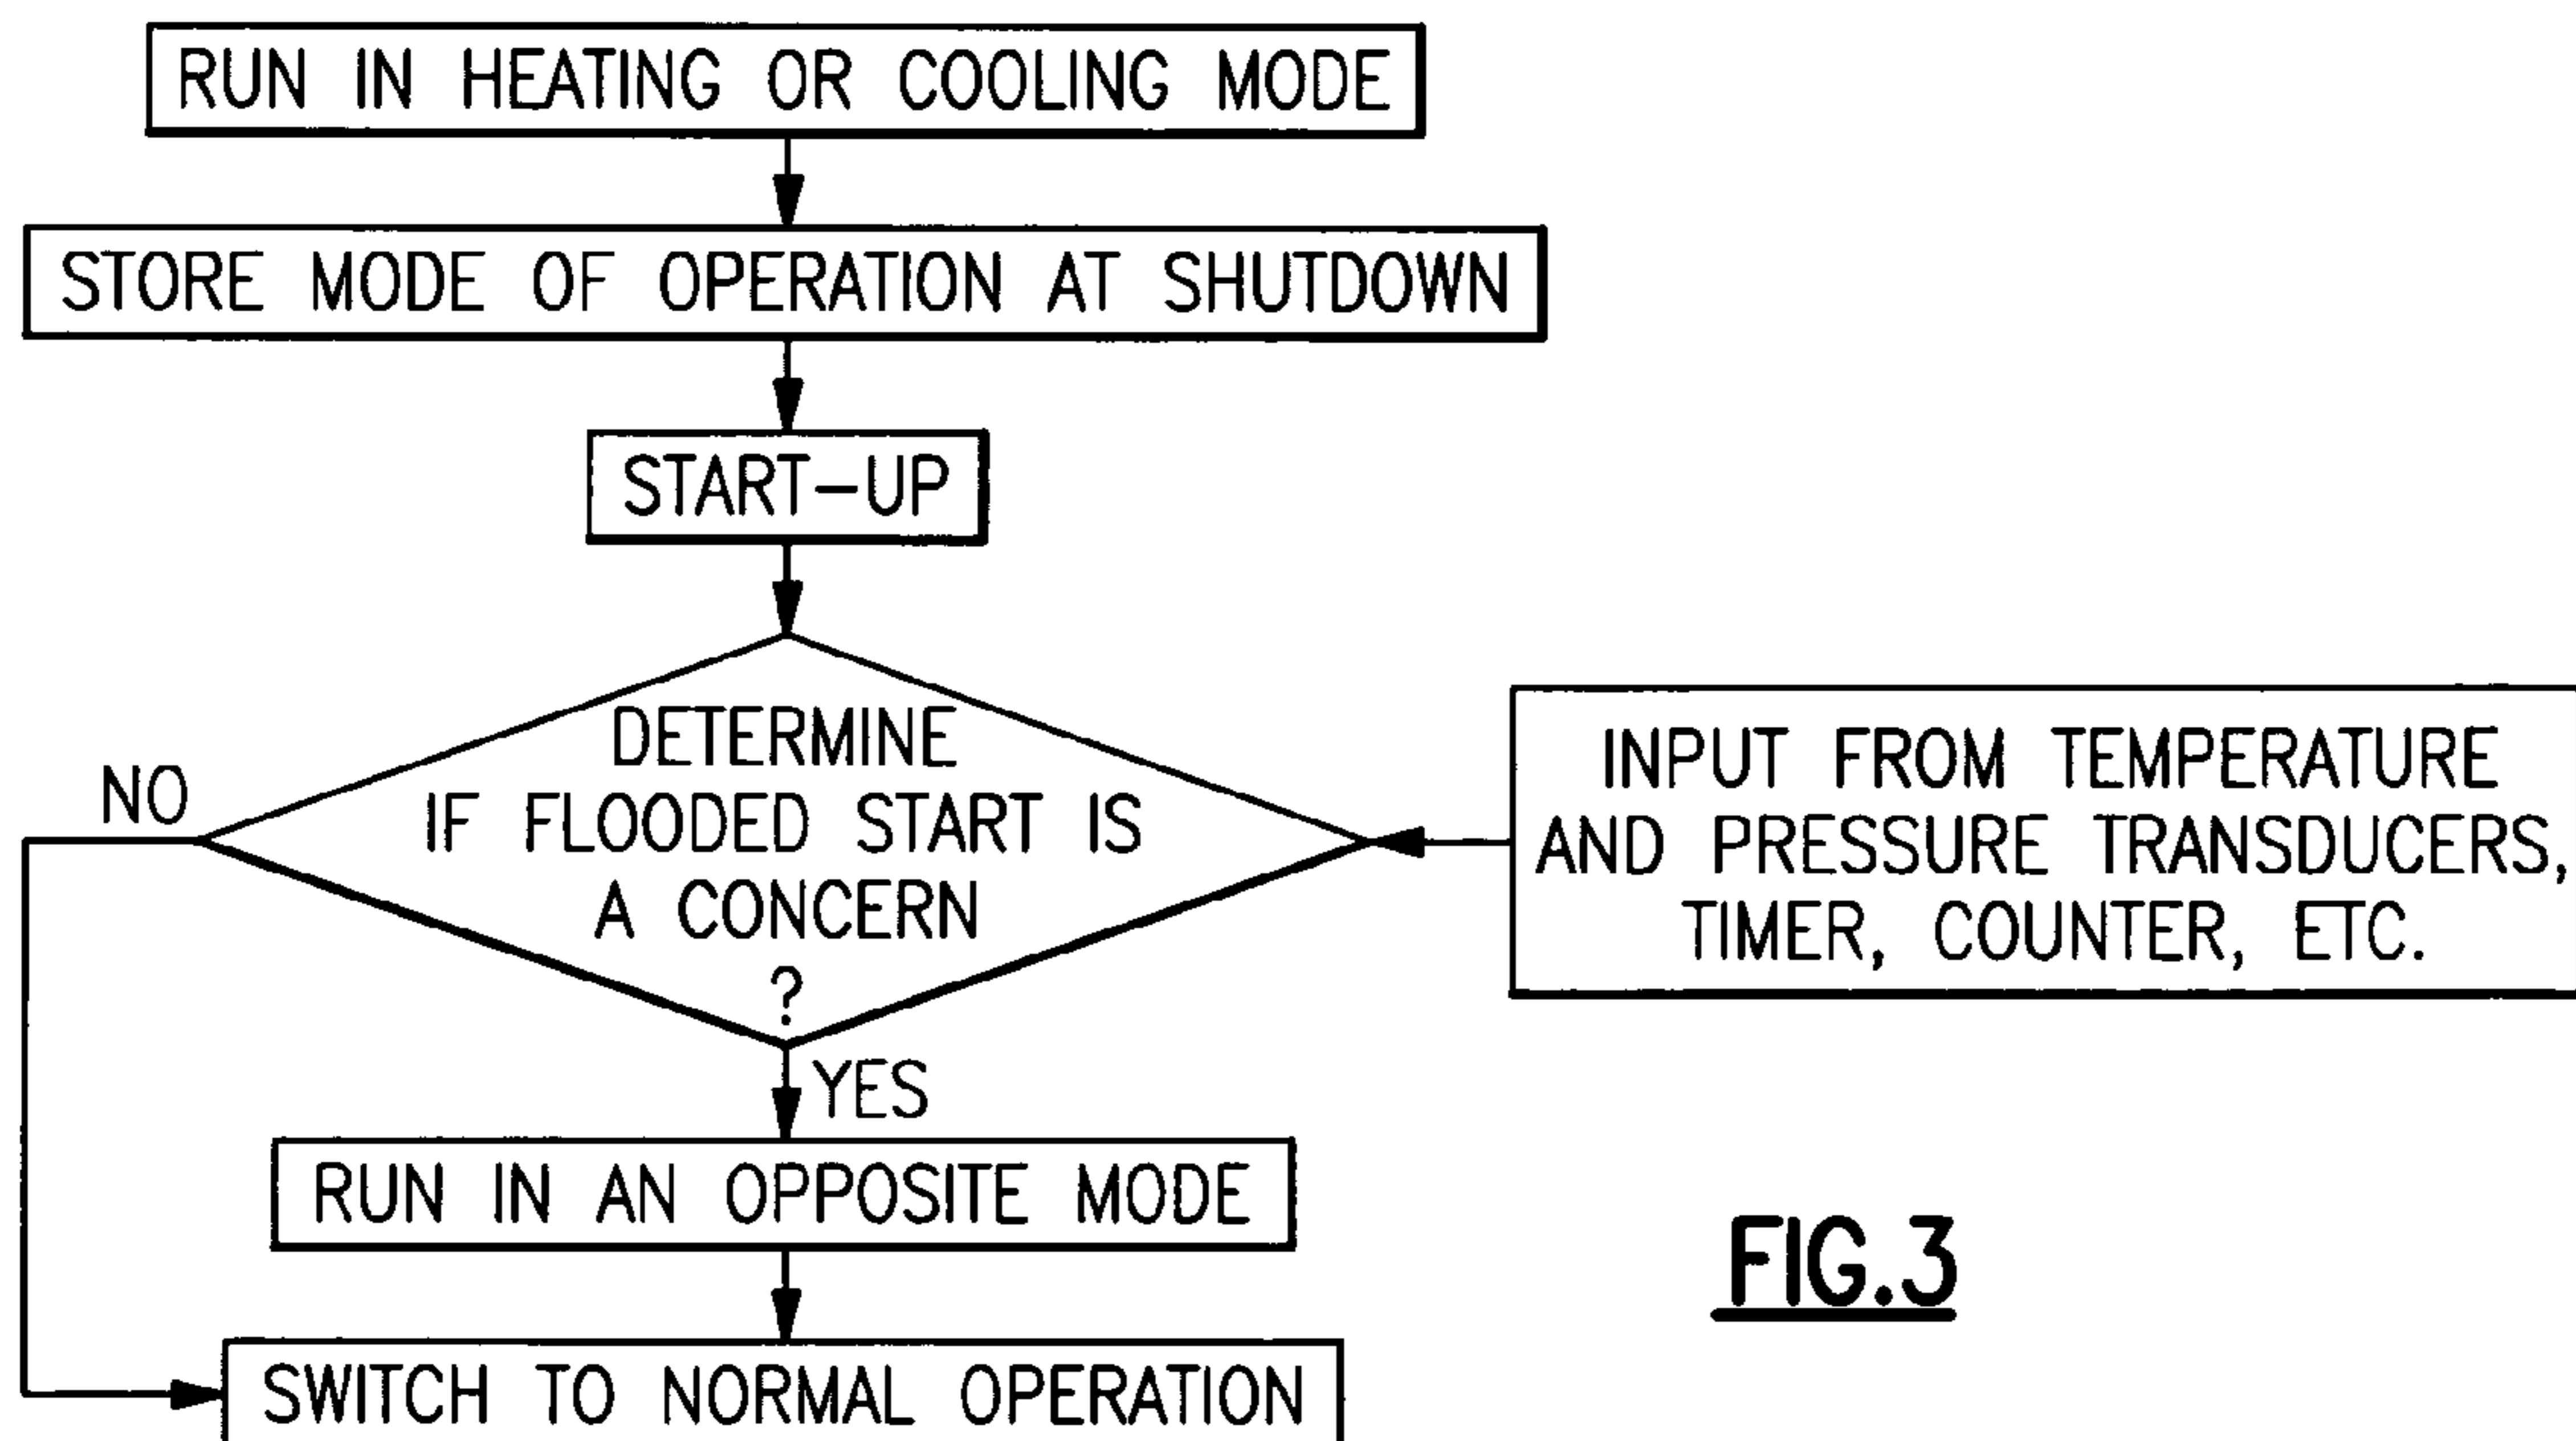 RUN IN HEATING OR COOLING MODE
STORE MODE OF OPERATION AT SHUTDOWN
START-UP
DETERMINE
IF FLOODED START IS
A CONCERN
?
NO
INPUT FROM TEMPERATURE
AND PRESSURE TRANSDUCERS,
TIMER, COUNTER, ETC.
YES
RUN IN AN OPPOSITE MODE
SWITCH TO NORMAL OPERATION
FIG.3